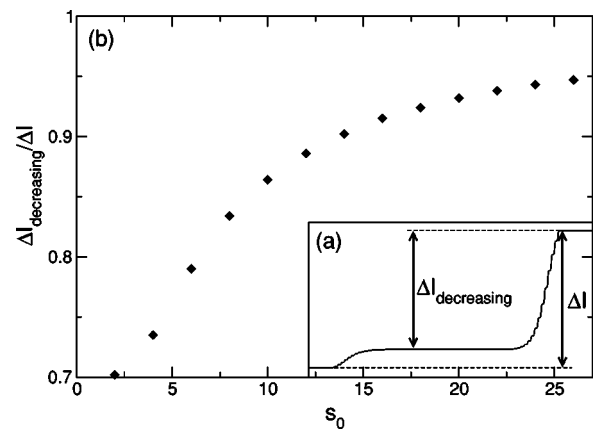 1
(b)
0.9
ΔI_decreasing/ΔI
0.8
(a)
ΔI_decreasing
ΔI
0.7
0 5 10 15 20 25
s_0